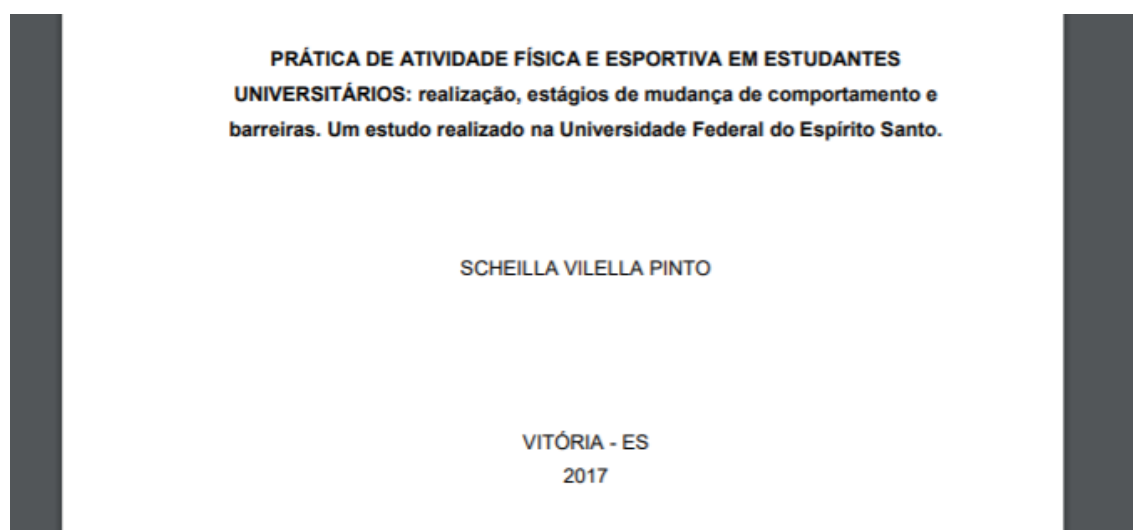 PRÁTICA DE ATIVIDADE FÍSICA E ESPORTIVA EM ESTUDANTES
UNIVERSITÁRIOS: realização, estágios de mudança de comportamento e
barreiras. Um estudo realizado na Universidade Federal do Espírito Santo.
SCHEILLA VILELLA PINTO
VITÓRIA - ES
2017